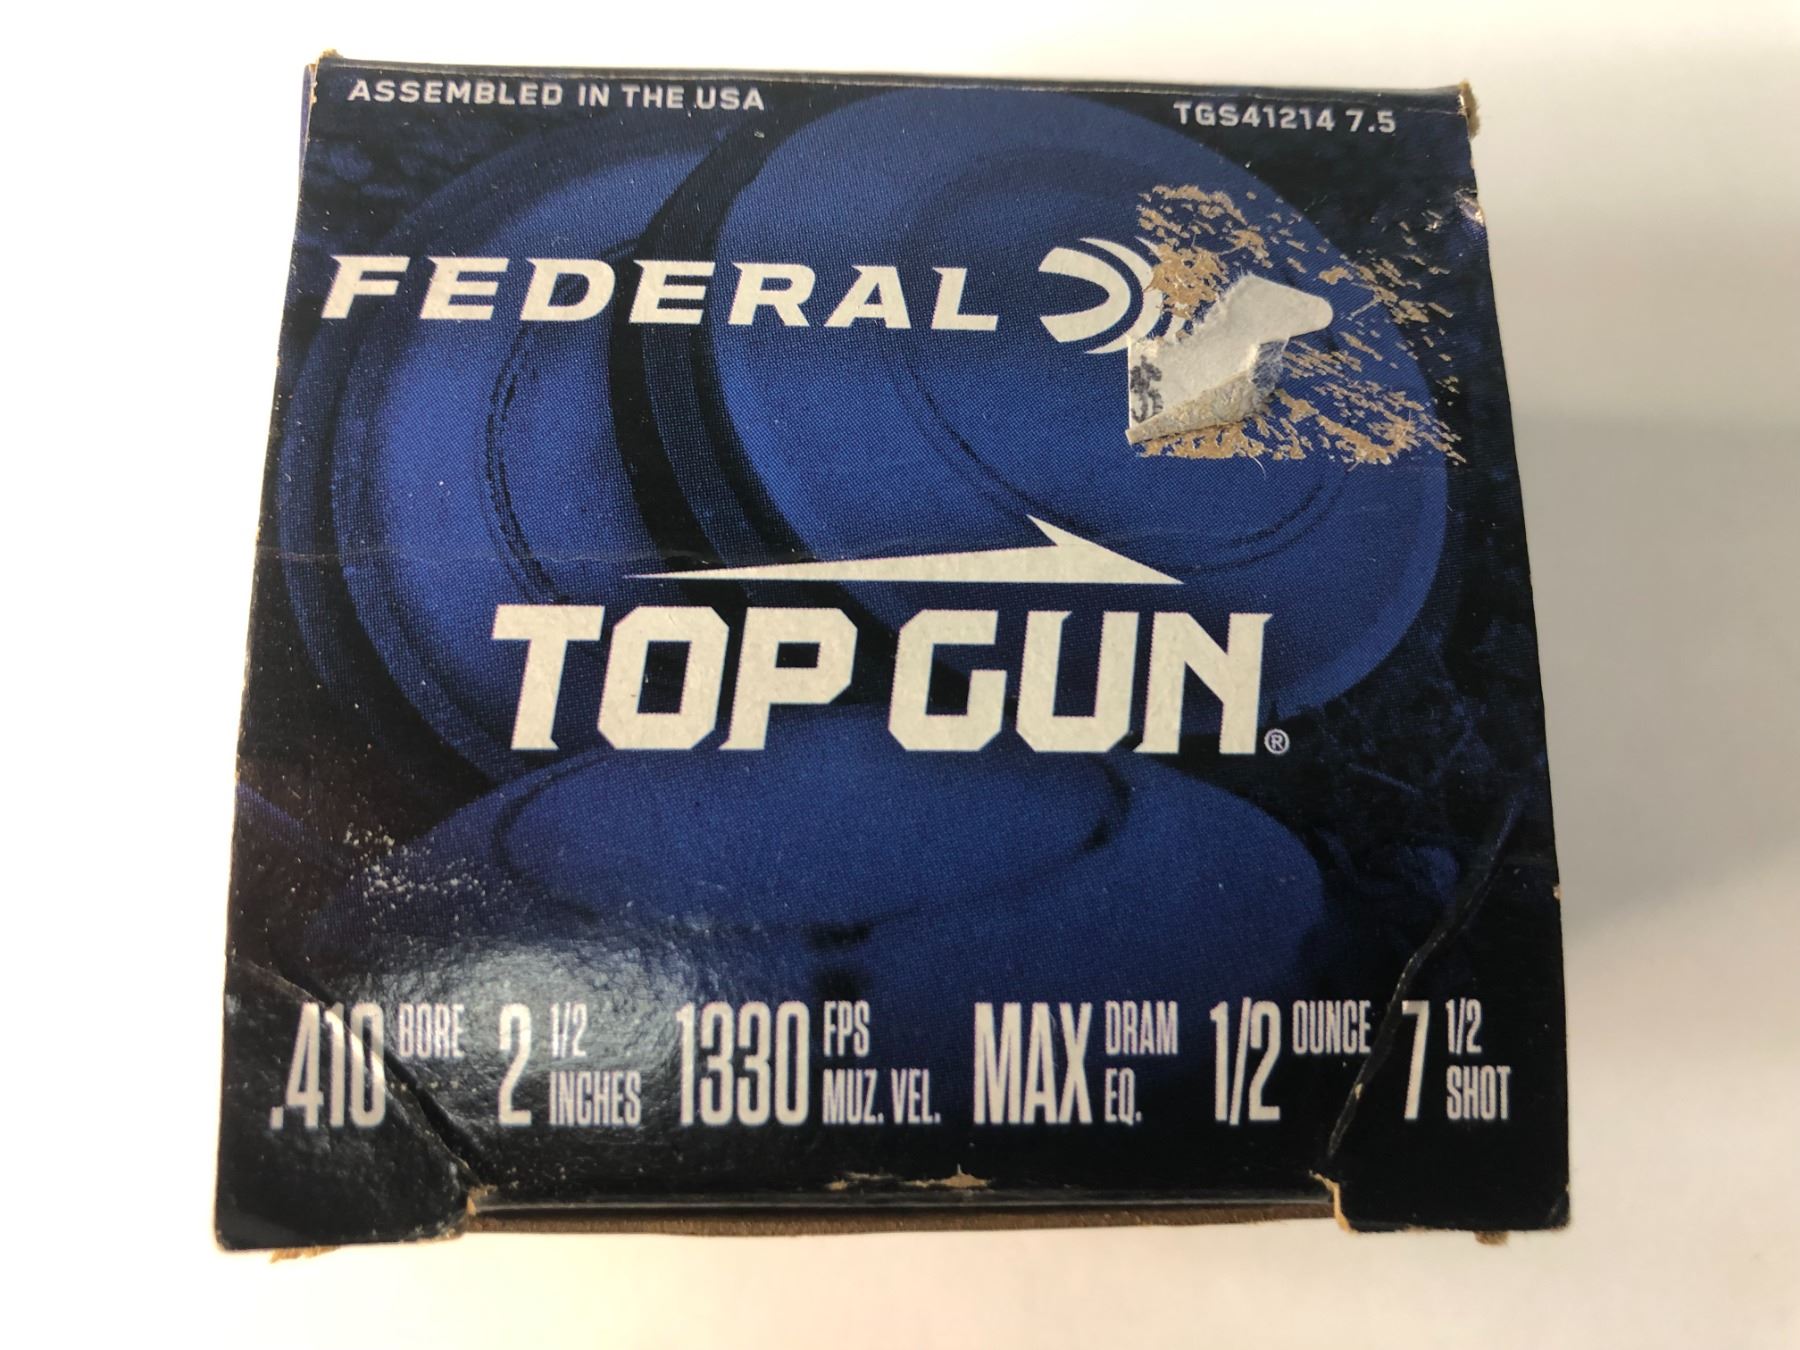 ASSEMBLED IN THE USA TGS41214 7.5
FEDERAL
$
TOP GUN®
.410 BORE 2 1/2 INCHES 1330 FPS MUZ. VEL. MAX DRAM EQ. 1/2 OUNCE 7 1/2 SHOT